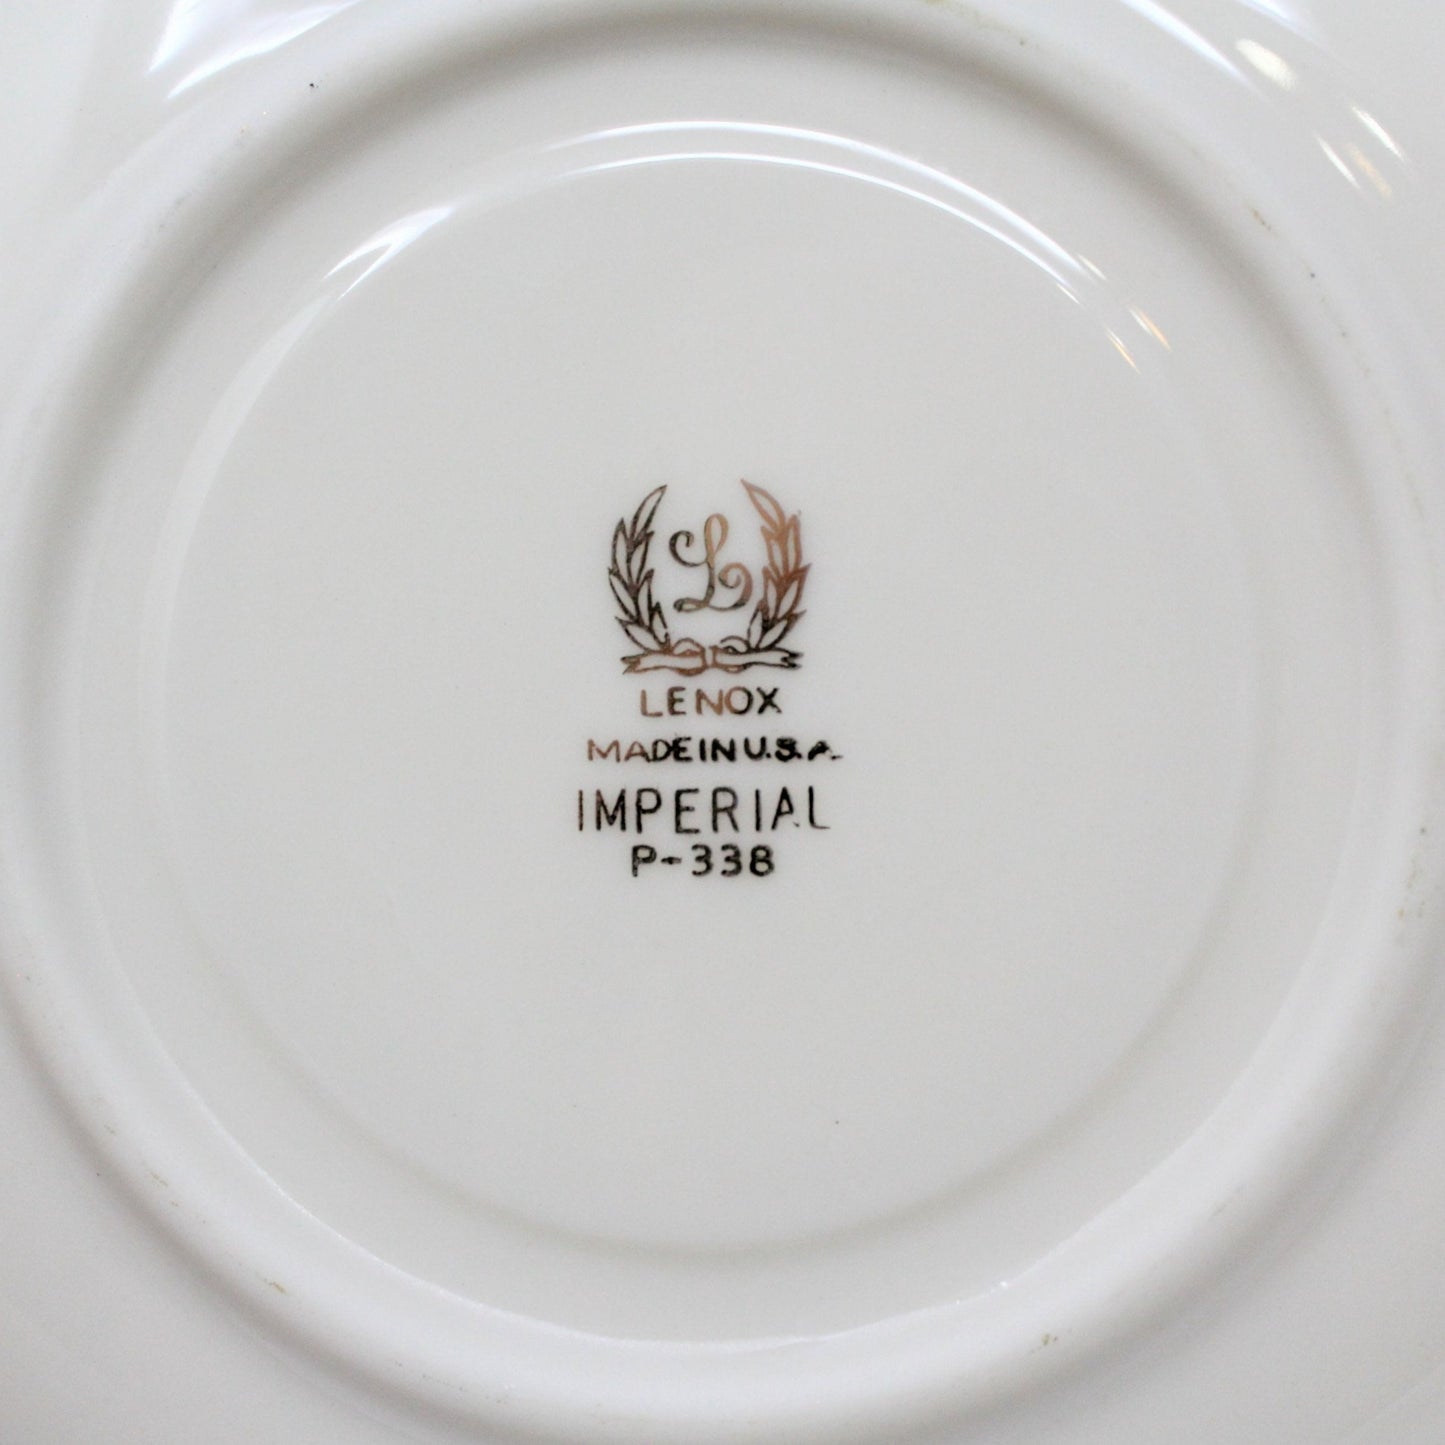 L
LENOX
MADE IN U.S.A.
IMPERIAL
P-338